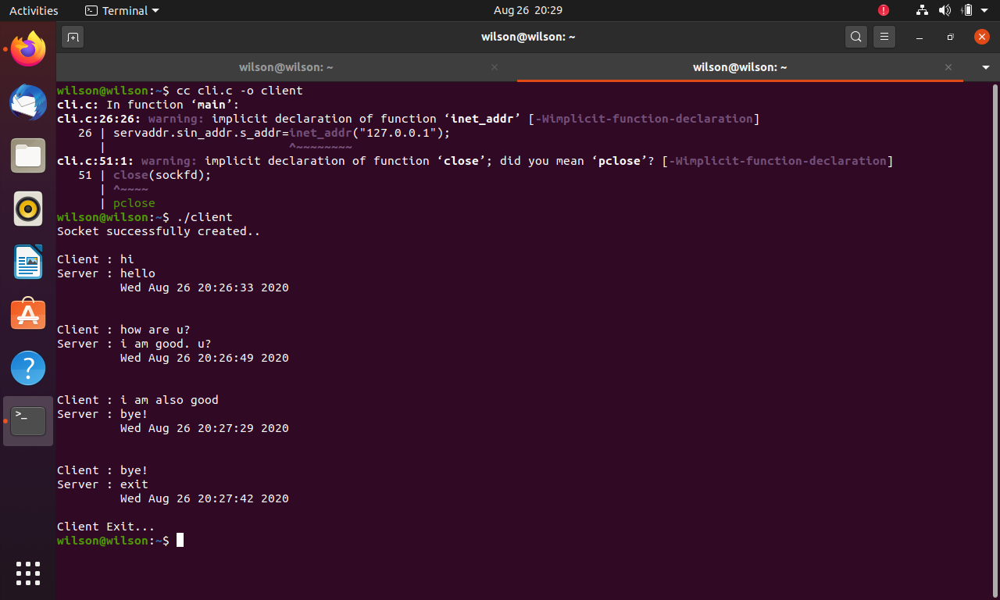 Activities Terminal Aug 26 20:29
wilson@wilson: ~
wilson@wilson: ~ wilson@wilson: ~
wilson@wilson:~$ cc cli.c -o client
cli.c: In function ‘main’:
cli.c:26:26: warning: implicit declaration of function ‘inet_addr’ [-Wimplicit-function-declaration]
   26 | servaddr.sin_addr.s_addr=inet_addr("127.0.0.1");
      |                          ^~~~~~~~~
cli.c:51:1: warning: implicit declaration of function ‘close’; did you mean ‘pclose’? [-Wimplicit-function-declaration]
   51 | close(sockfd);
      | ^~~~~
      | pclose
wilson@wilson:~$ ./client
Socket successfully created..
Client : hi
Server : hello
         Wed Aug 26 20:26:33 2020
Client : how are u?
Server : i am good. u?
         Wed Aug 26 20:26:49 2020
Client : i am also good
Server : bye!
         Wed Aug 26 20:27:29 2020
Client : bye!
Server : exit
         Wed Aug 26 20:27:42 2020
Client Exit...
wilson@wilson:~$